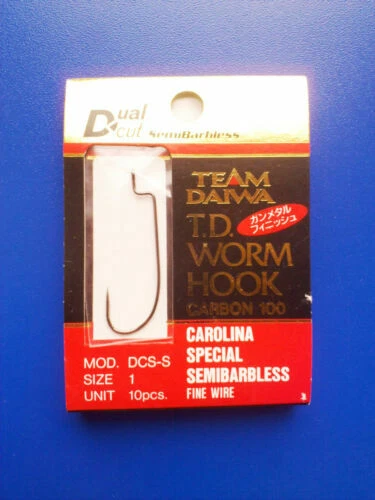 Dual
cut
SemiBarbless
TEAM
DAIWA
ガンメタル
フィニッシュ
T.D.
WORM
HOOK
CARBON 100
CAROLINA
SPECIAL
SEMIBARBLESS
FINE WIRE
MOD. DCS-S
SIZE 1
UNIT 10pcs.